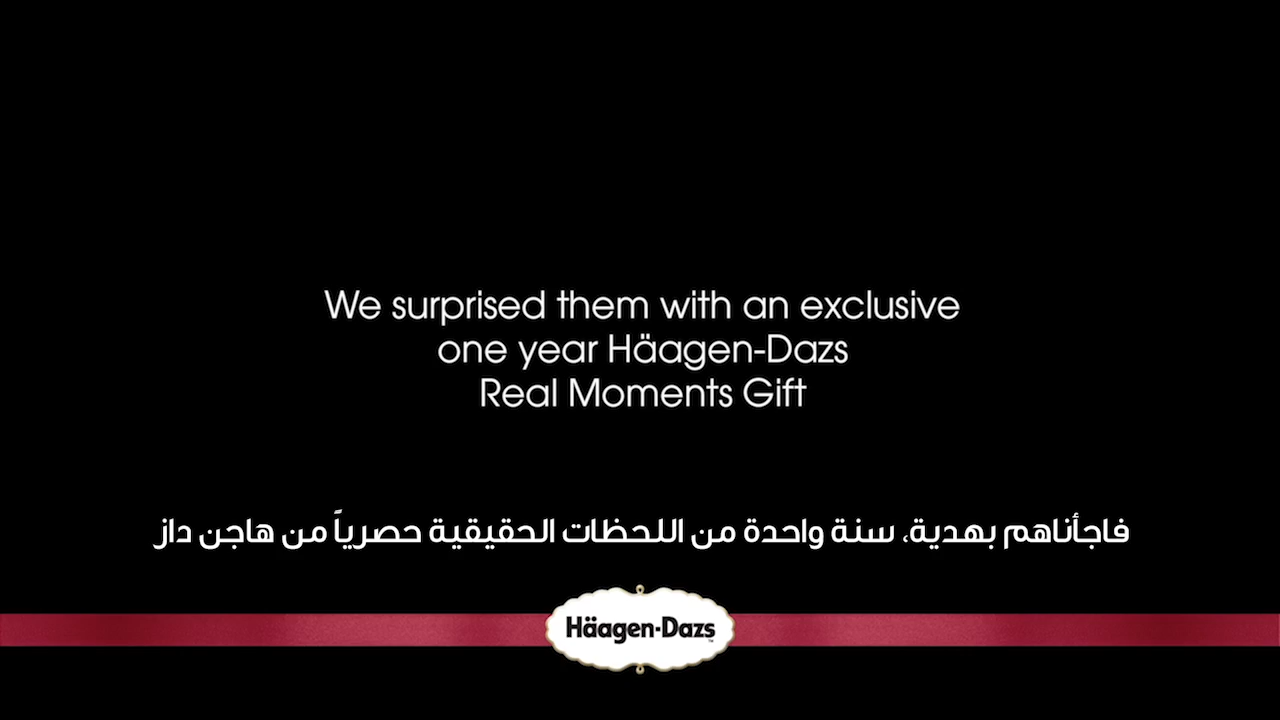 We surprised them with an exclusive
one year Häagen-Dazs
Real Moments Gift
فاجأناهم بهدية، سنة واحدة من اللحظات الحقيقية حصرياً من هاجن داز
Häagen-Dazs™